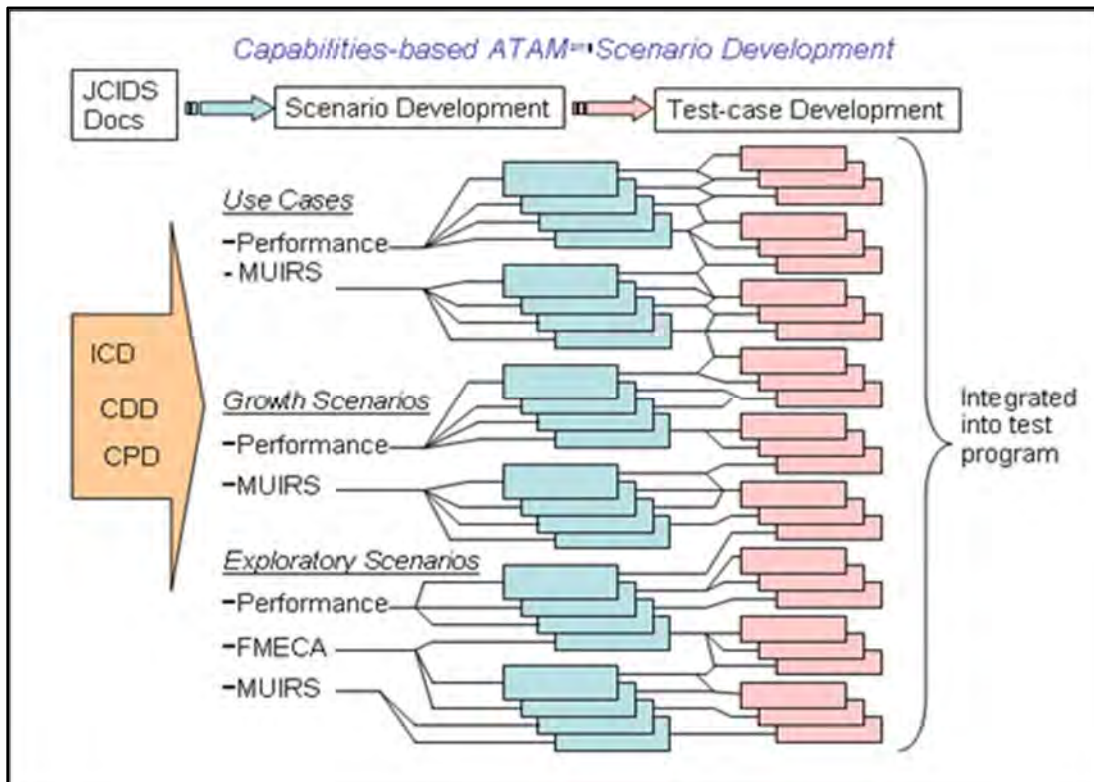 Capabilities-based ATAM Scenario Development
JCIDS
Docs
Scenario Development
Test-case Development
Use Cases
-Performance
- MUIRS
ICD
CDD
CPD
Growth Scenarios
-Performance
-MUIRS
Exploratory Scenarios
-Performance
-FMECA
-MUIRS
Integrated
into test
program